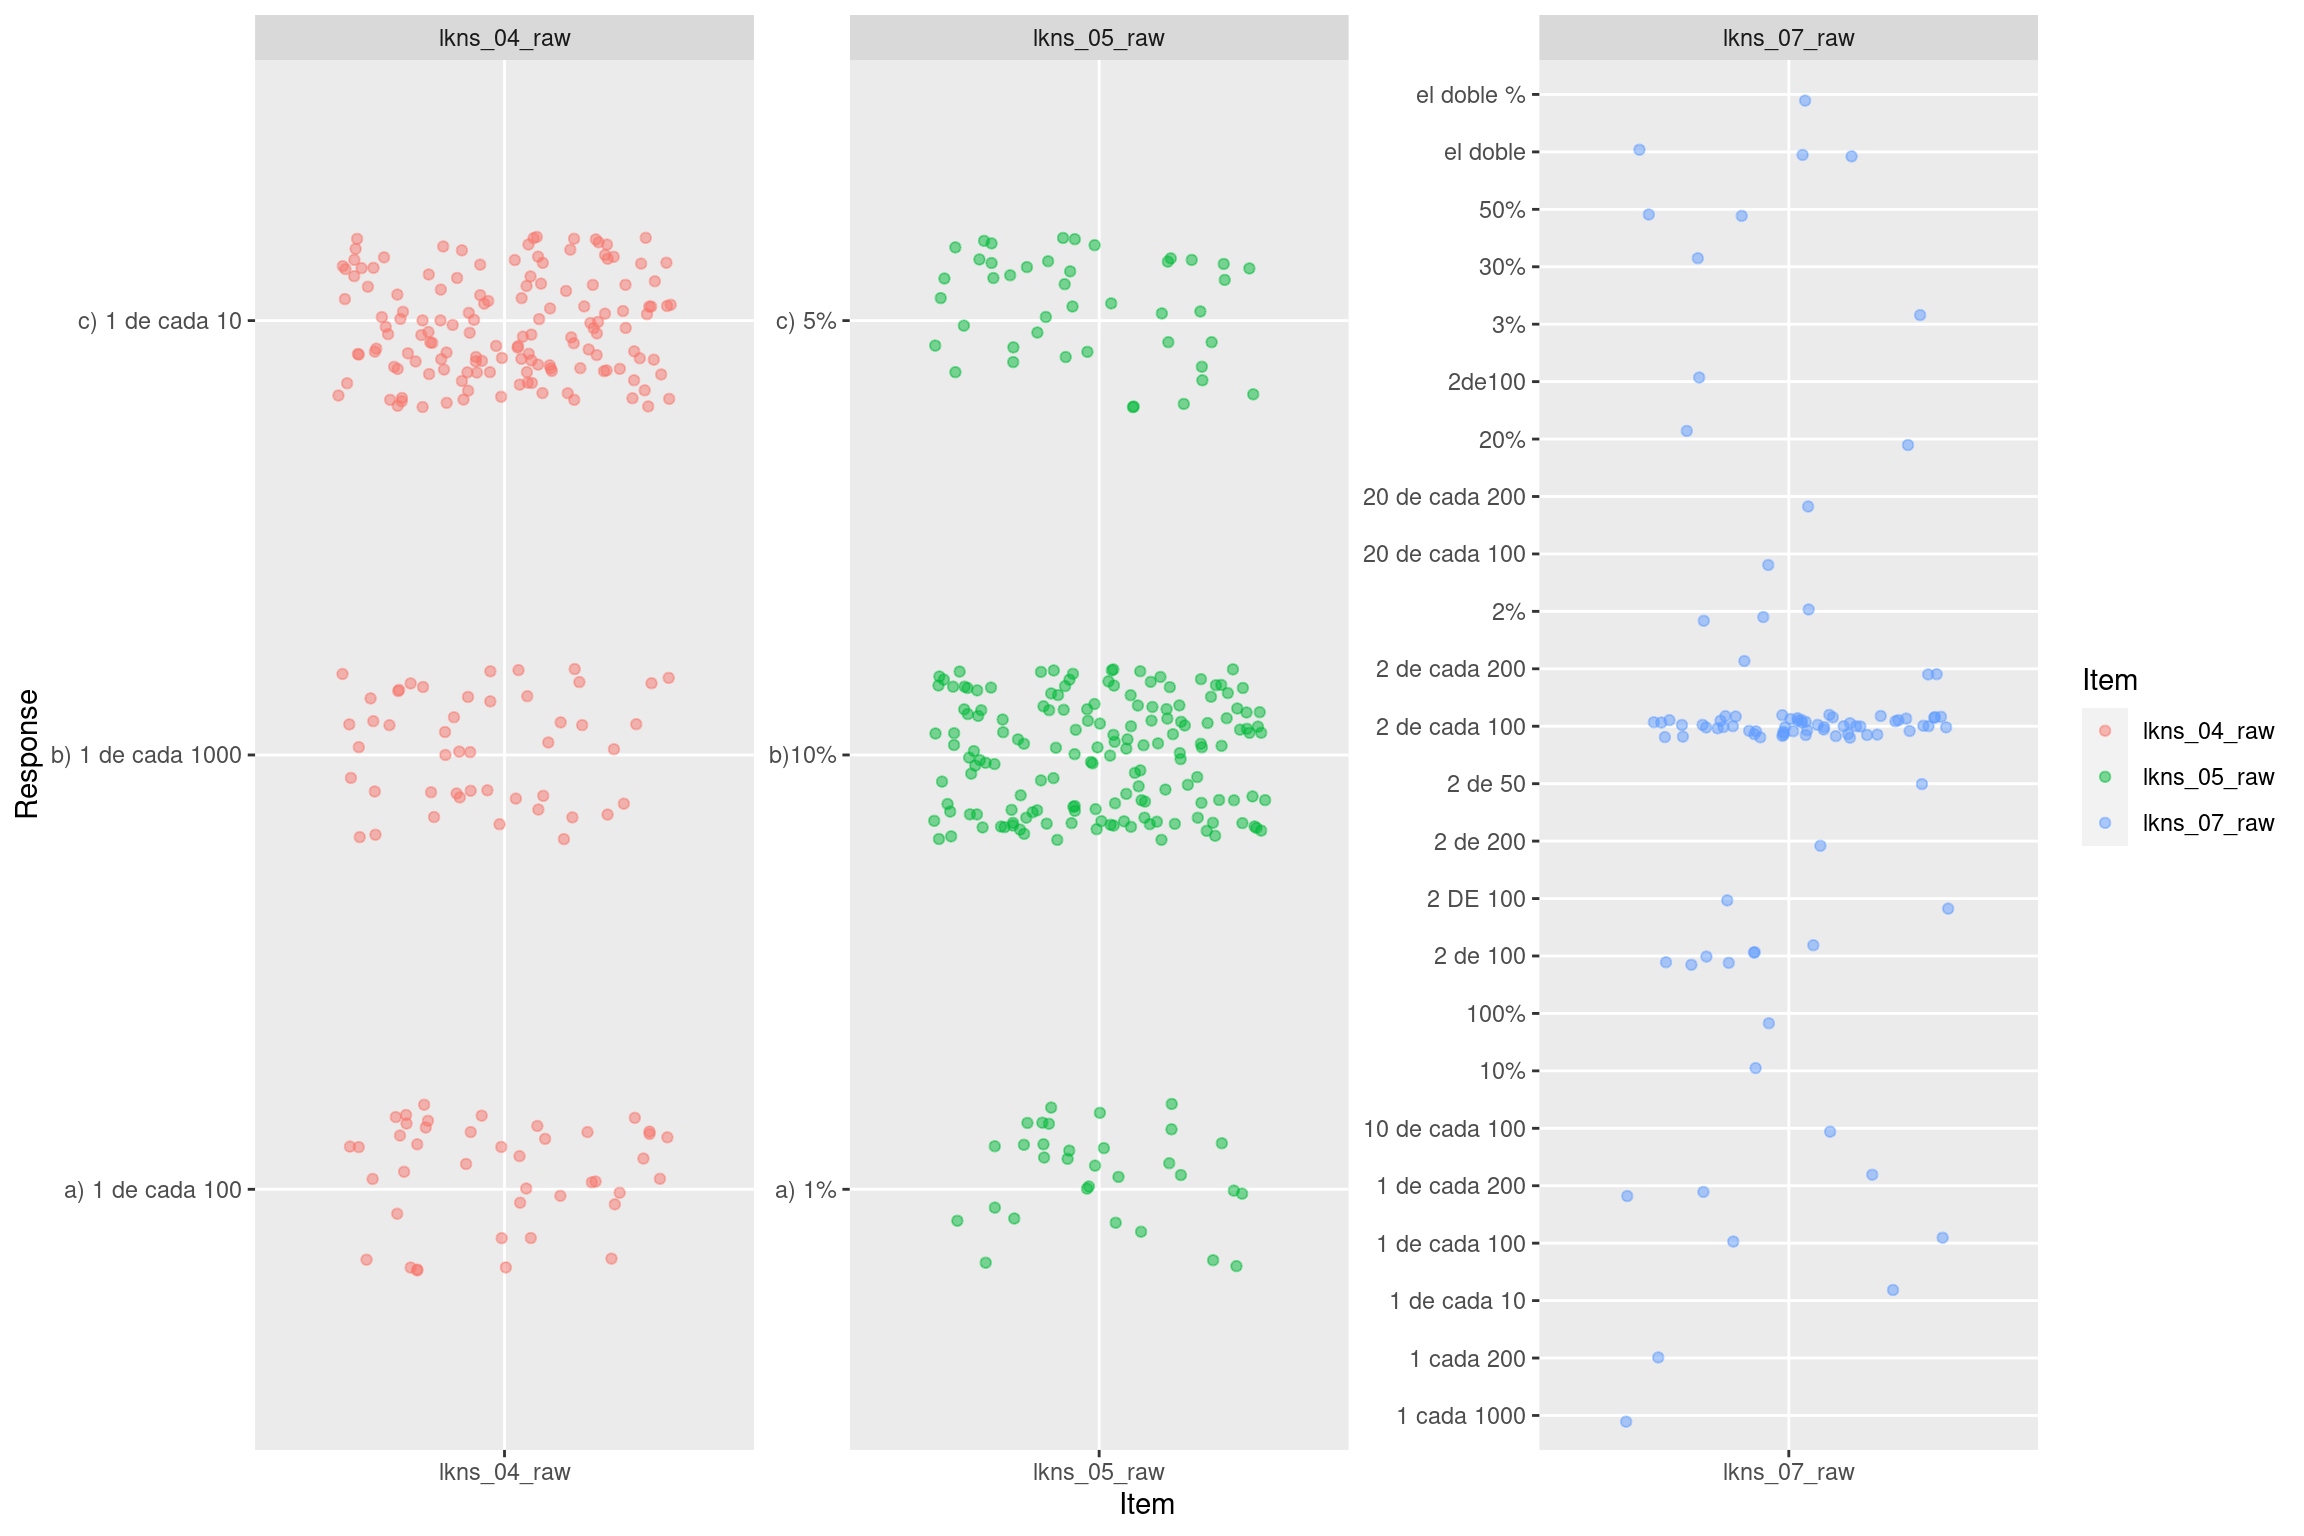 lkns_04_raw
lkns_05_raw
lkns_07_raw
Response
c) 1 de cada 10
b) 1 de cada 1000
a) 1 de cada 100
c) 5%
b)10%
a) 1%
el doble %
el doble
50%
30%
3%
2de100
20%
20 de cada 200
20 de cada 100
2%
2 de cada 200
2 de cada 100
2 de 50
2 de 200
2 DE 100
2 de 100
100%
10%
10 de cada 100
1 de cada 200
1 de cada 100
1 de cada 10
1 cada 200
1 cada 1000
lkns_04_raw
lkns_05_raw
lkns_07_raw
Item
Item
lkns_04_raw
lkns_05_raw
lkns_07_raw